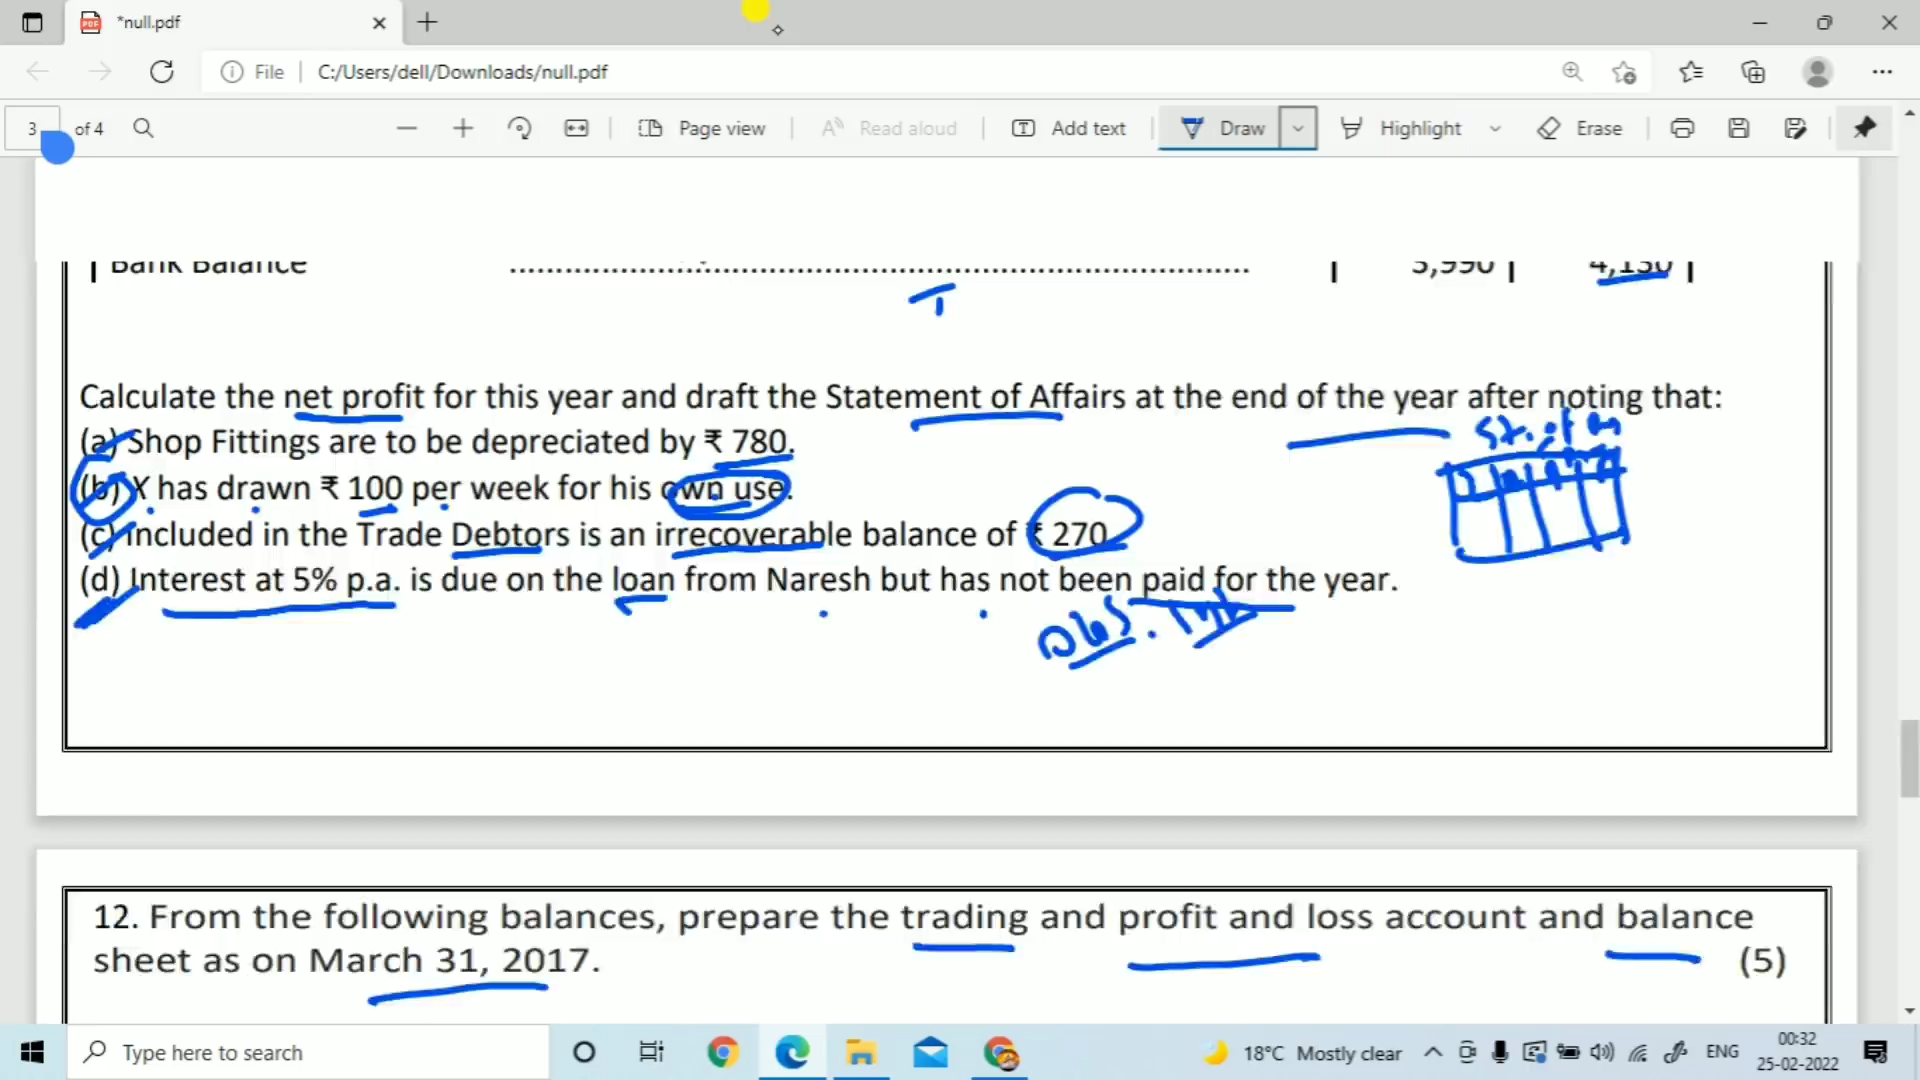 *null.pdf
File | C:/Users/dell/Downloads/null.pdf
3 of 4 Page view Read aloud Add text Draw Highlight Erase
Bank Balance 3,990 4,130
Calculate the net profit for this year and draft the Statement of Affairs at the end of the year after noting that:
(a) Shop Fittings are to be depreciated by ₹ 780.
(b) X has drawn ₹ 100 per week for his own use.
(c) Included in the Trade Debtors is an irrecoverable balance of ₹ 270
(d) Interest at 5% p.a. is due on the loan from Naresh but has not been paid for the year.
12. From the following balances, prepare the trading and profit and loss account and balance
sheet as on March 31, 2017. (5)
Type here to search
18°C Mostly clear
ENG
00:32
25-02-2022